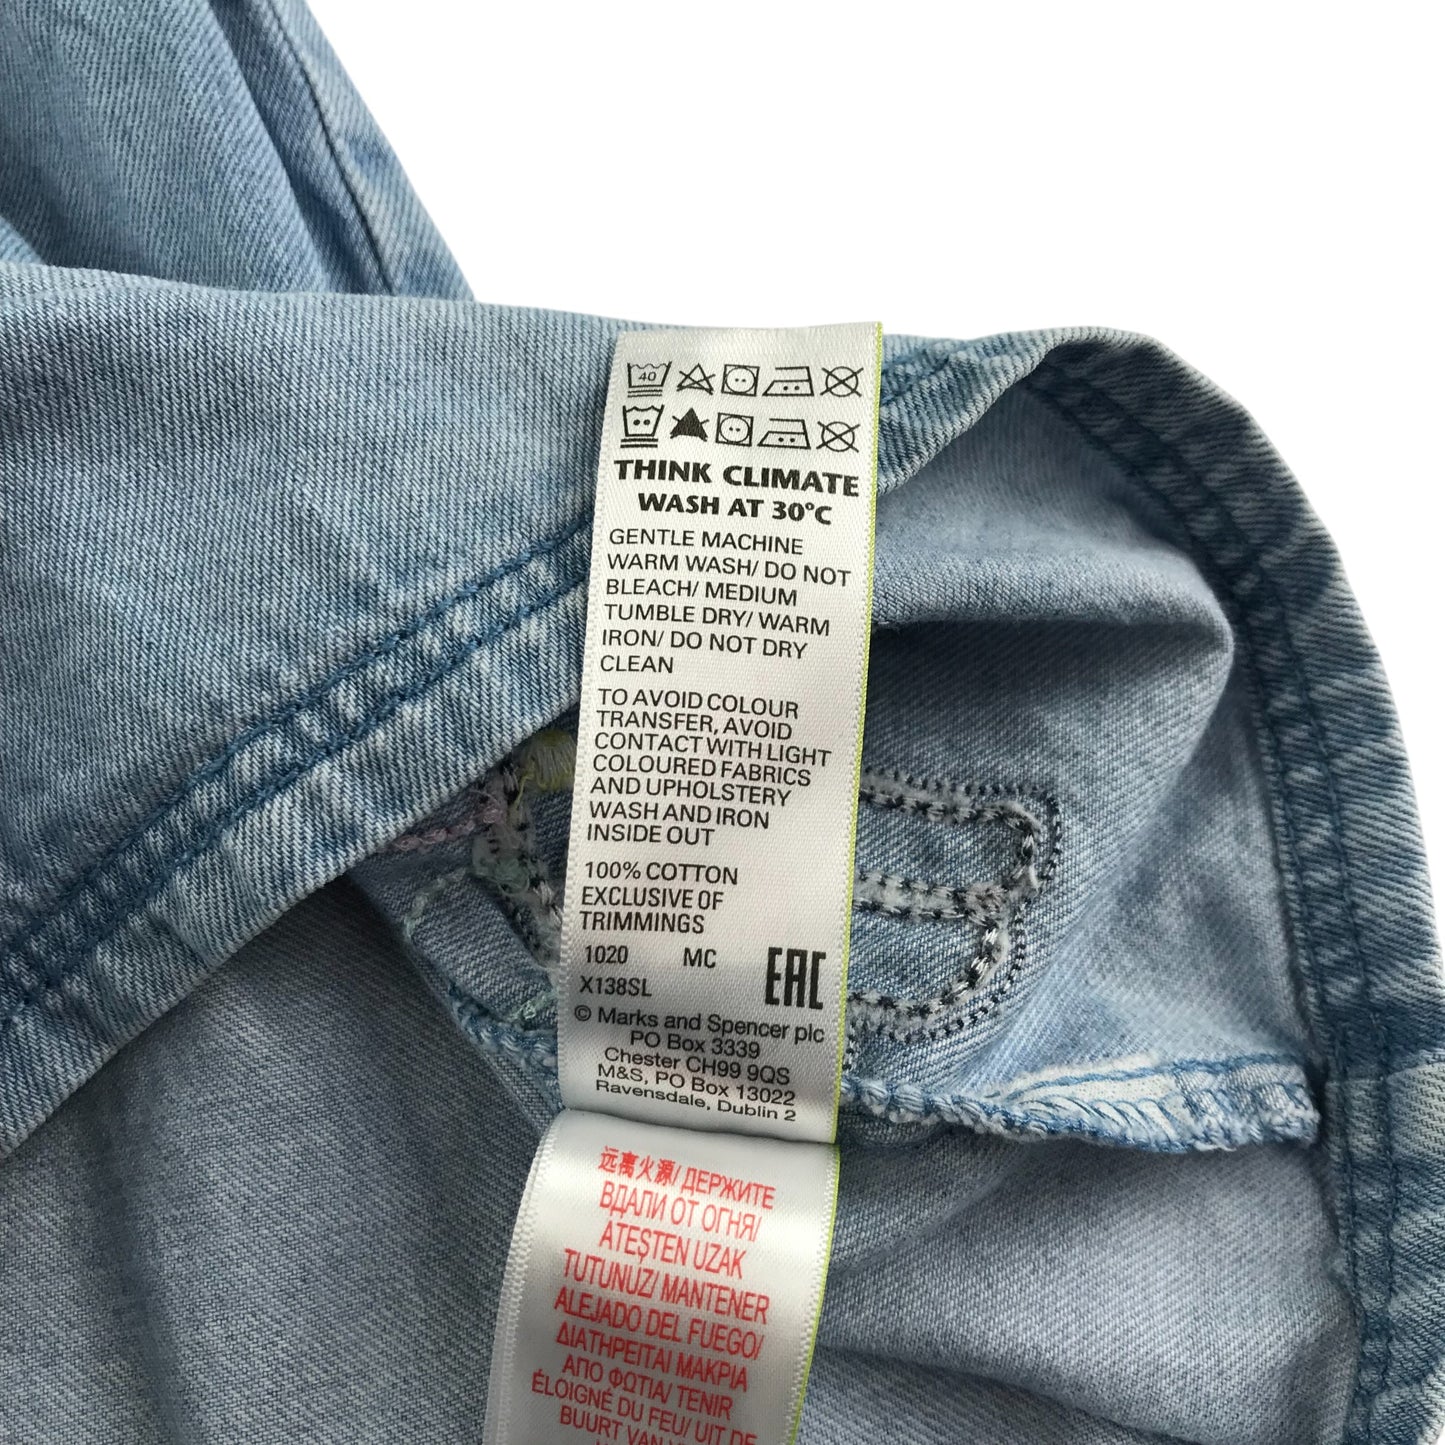 40
THINK CLIMATE
WASH AT 30°C
GENTLE MACHINE
WARM WASH/ DO NOT
BLEACH/ MEDIUM
TUMBLE DRY/ WARM
IRON/ DO NOT DRY
CLEAN
TO AVOID COLOUR
TRANSFER, AVOID
CONTACT WITH LIGHT
COLOURED FABRICS
AND UPHOLSTERY
WASH AND IRON
INSIDE OUT
100% COTTON
EXCLUSIVE OF
TRIMMINGS
1020 MC EAC
X138SL
© Marks and Spencer plc
PO Box 3339
Chester CH99 9QS
M&S, PO Box 13022
Ravensdale, Dublin 2
远离火源/ ДЕРЖИТЕ
ВДАЛИ ОТ ОГНЯ/
ATEŞTEN UZAK
TUTUNUZ/ MANTENER
ALEJADO DEL FUEGO/
ΔΙΑΤΗΡΕΙΤΑΙ ΜΑΚΡΙΑ
ΑΠΟ ΦΩΤΙΑ/ TENIR
ÉLOIGNÉ DU FEU/ UIT DE
BUURT VAN